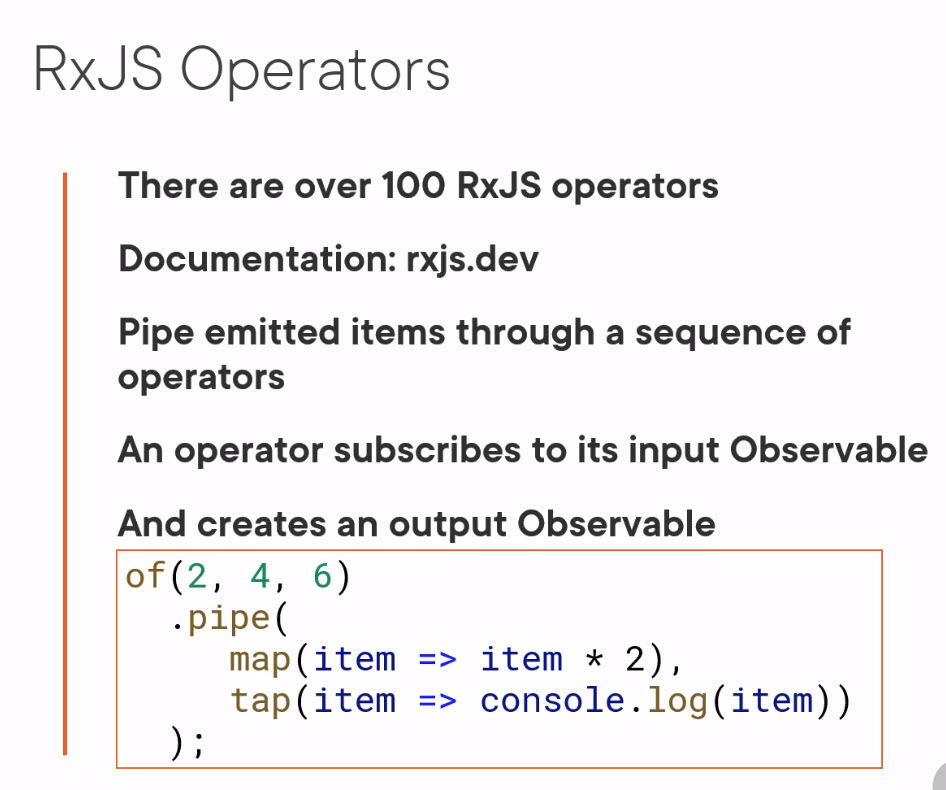 RxJS Operators
There are over 100 RxJS operators
Documentation: rxjs.dev
Pipe emitted items through a sequence of
operators
An operator subscribes to its input Observable
And creates an output Observable
of(2, 4, 6)
  .pipe(
     map(item => item * 2),
     tap(item => console.log(item))
  );